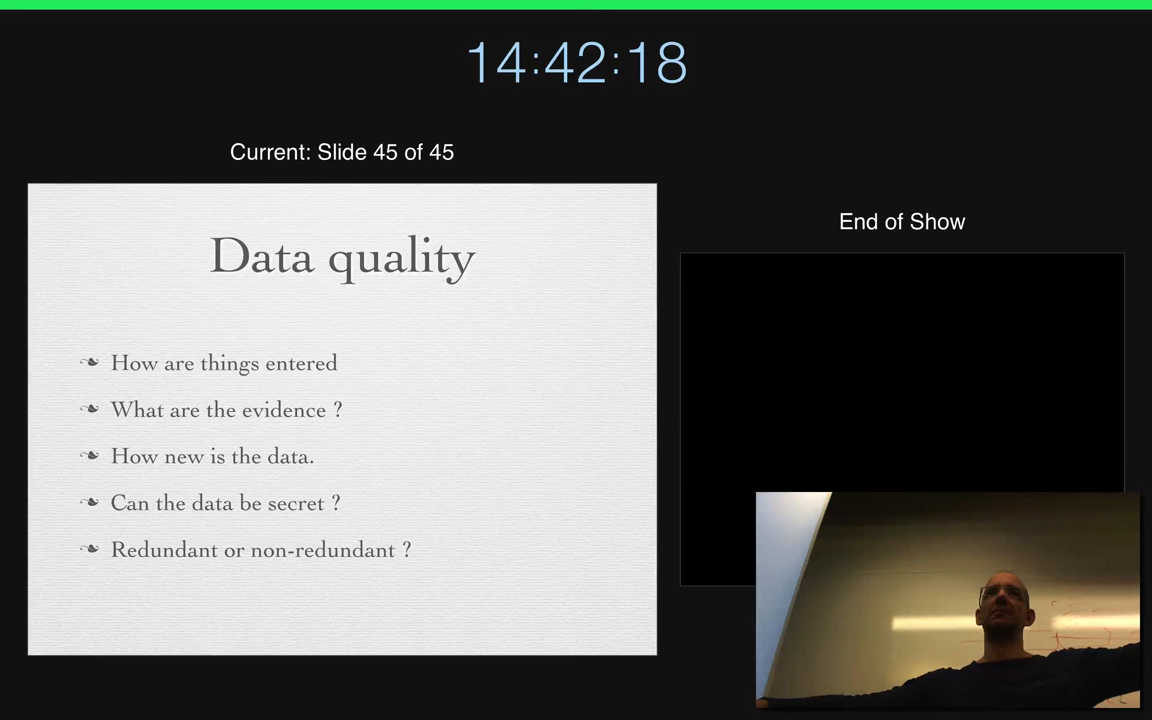 14:42:18
Current: Slide 45 of 45
End of Show
Data quality
How are things entered
What are the evidence ?
How new is the data.
Can the data be secret ?
Redundant or non-redundant ?